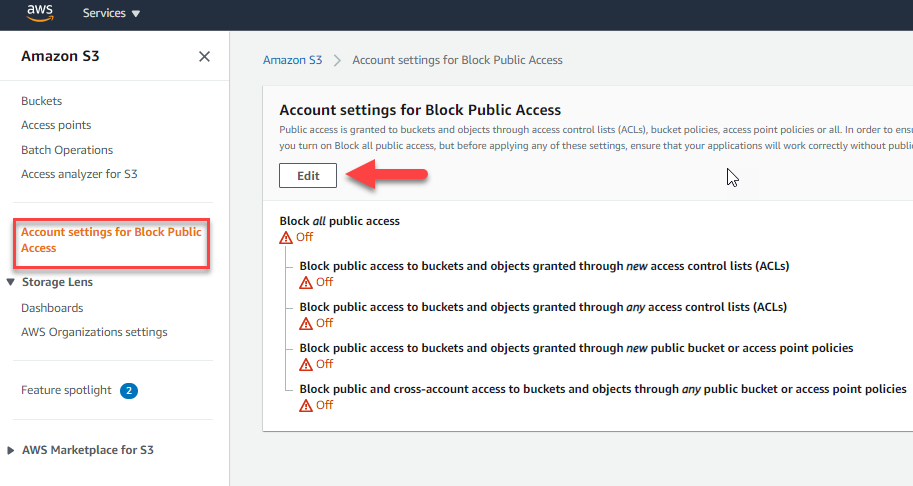 aws
Services
Amazon S3
Buckets
Access points
Batch Operations
Access analyzer for S3
Account settings for Block Public
Access
Storage Lens
Dashboards
AWS Organizations settings
Feature spotlight 2
AWS Marketplace for S3
Amazon S3 > Account settings for Block Public Access
Account settings for Block Public Access
Public access is granted to buckets and objects through access control lists (ACLs), bucket policies, access point policies or all. In order to
you turn on Block all public access, but before applying any of these settings, ensure that your applications will work correctly without
Edit
Block all public access
Off
Block public access to buckets and objects granted through new access control lists (ACLs)
Off
Block public access to buckets and objects granted through any access control lists (ACLs)
Off
Block public access to buckets and objects granted through new public bucket or access point policies
Off
Block public and cross-account access to buckets and objects through any public bucket or access point policies
Off